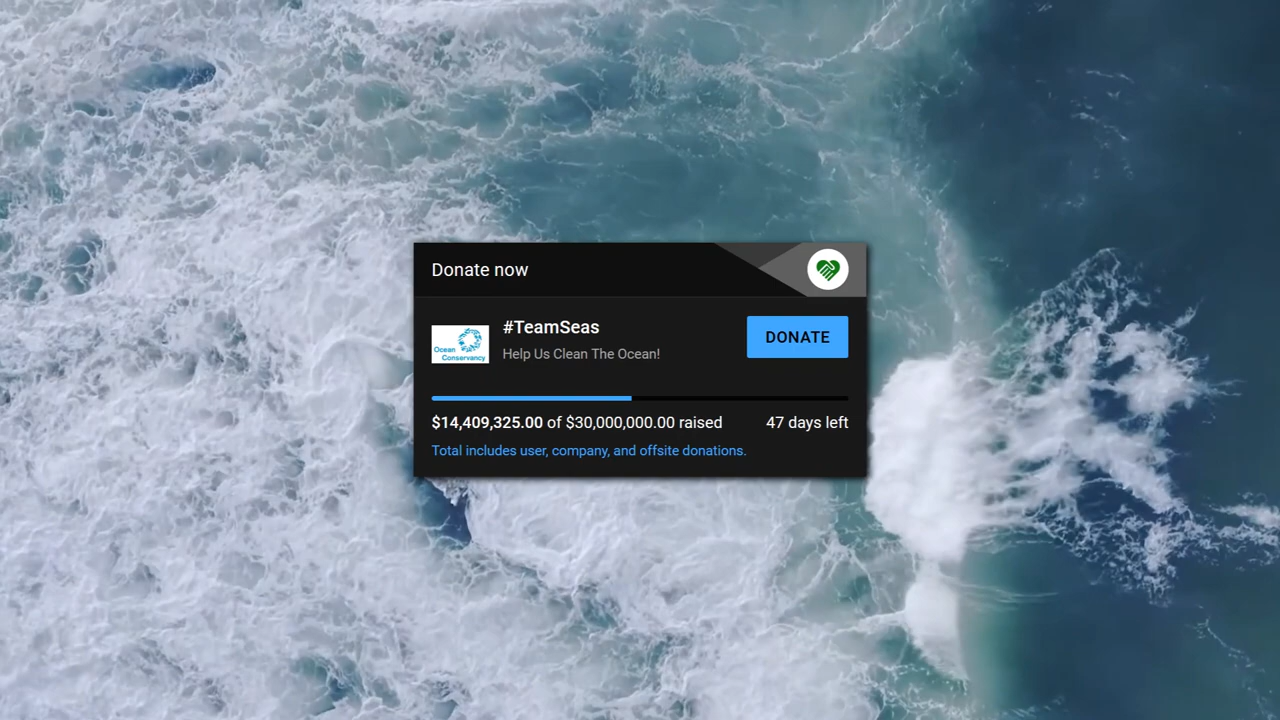 Donate now
#TeamSeas
DONATE
Ocean
Conservancy
Help Us Clean The Ocean!
$14,409,325.00 of $30,000,000.00 raised
47 days left
Total includes user, company, and offsite donations.